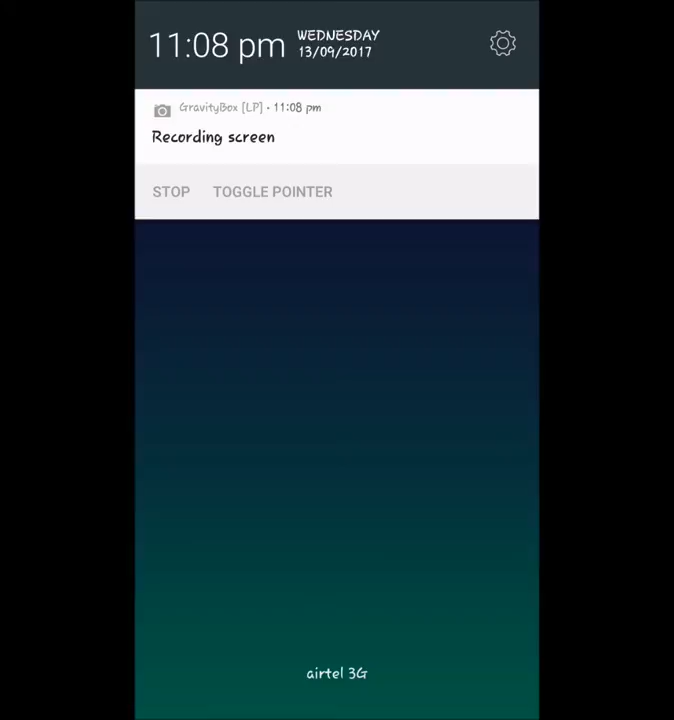 11:08 pm WEDNESDAY
13/09/2017
GravityBox [LP] • 11:08 pm
Recording screen
STOP TOGGLE POINTER
airtel 3G